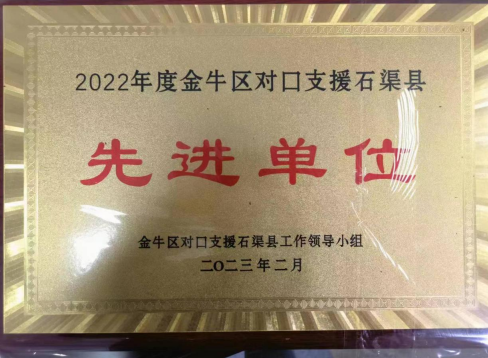 2022年度金牛区对口支援石渠县
先进单位
金牛区对口支援石渠县工作领导小组
二〇二三年二月